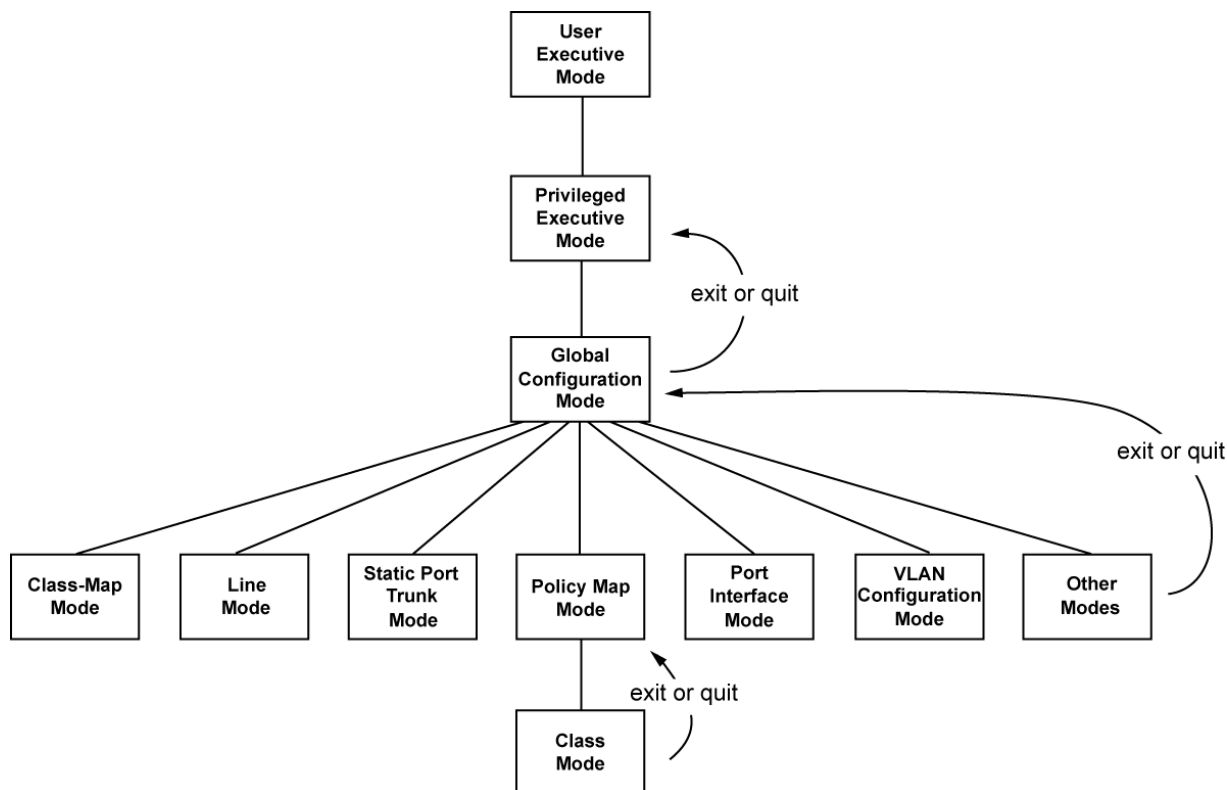 User
Executive
Mode
Privileged
Executive
Mode
exit or quit
Global
Configuration
Mode
exit or quit
Class-Map
Mode
Line
Mode
Static Port
Trunk
Mode
Policy Map
Mode
Port
Interface
Mode
VLAN
Configuration
Mode
Other
Modes
exit or quit
Class
Mode